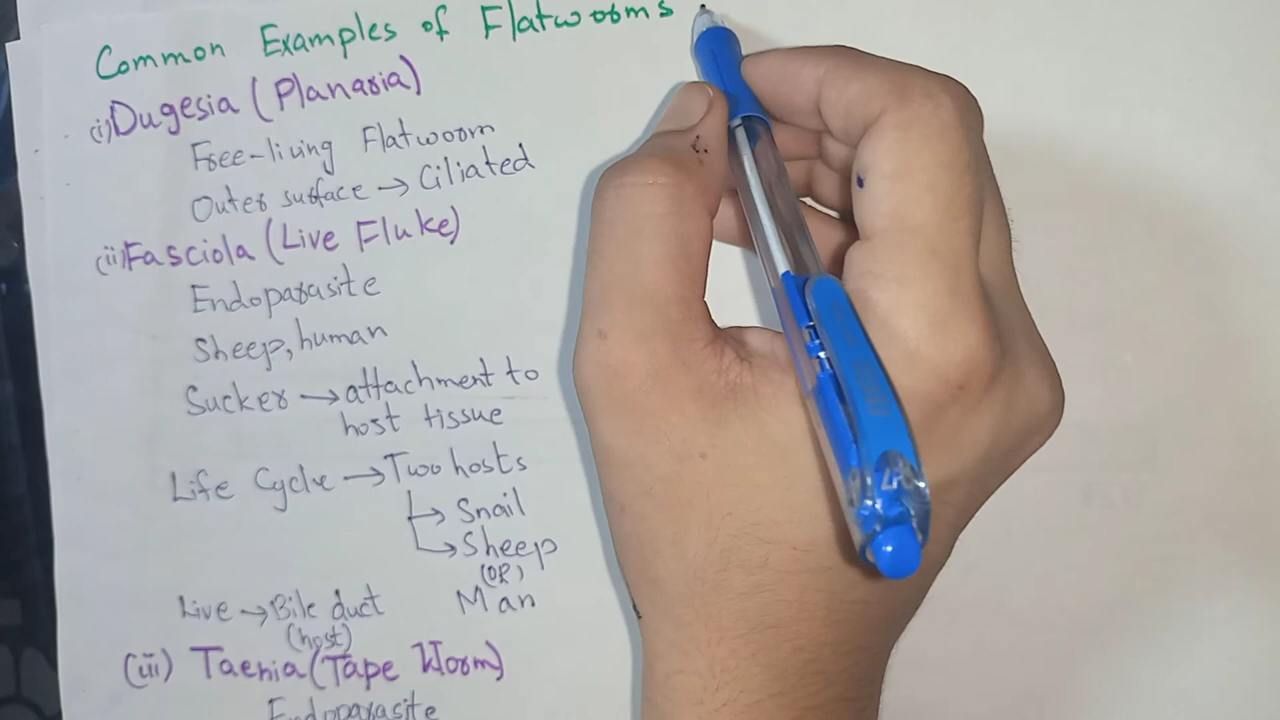 Common Examples of Flatworms
(i) Dugesia (Planaria)
Free-living Flatworm
Outer surface → Ciliated
(ii) Fasciola (Live Fluke)
Endoparasite
Sheep, human
Sucker → attachment to
host tissue
Life Cycle → Two hosts
→ Snail
→ Sheep
(OR)
Man
Live → Bile duct
(host)
(iii) Taenia (Tape Worm)
Endoparasite